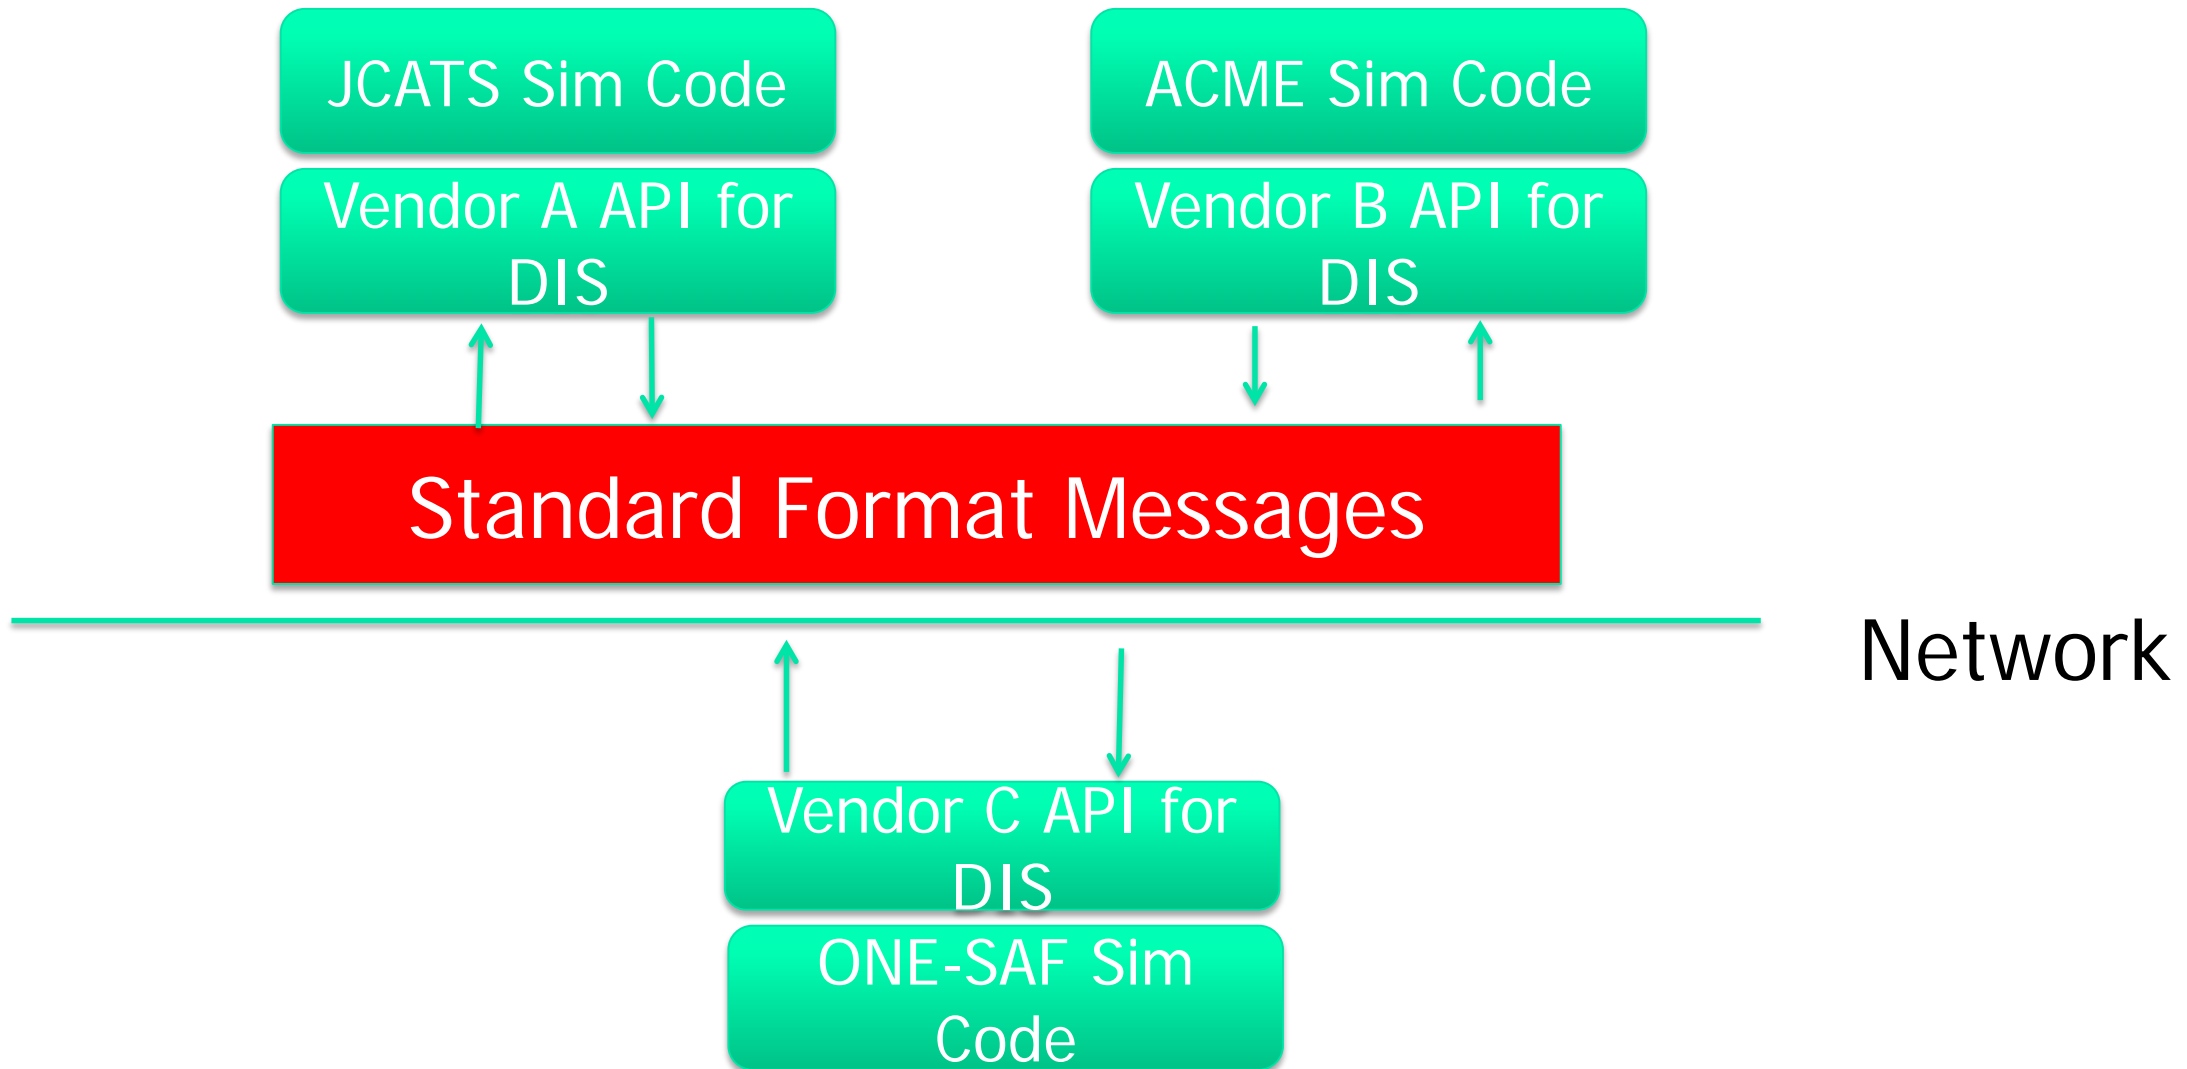 JCATS Sim Code
ACME Sim Code
Vendor A API for
DIS
Vendor B API for
DIS
Standard Format Messages
Network
Vendor C API for
DIS
ONE-SAF Sim
Code